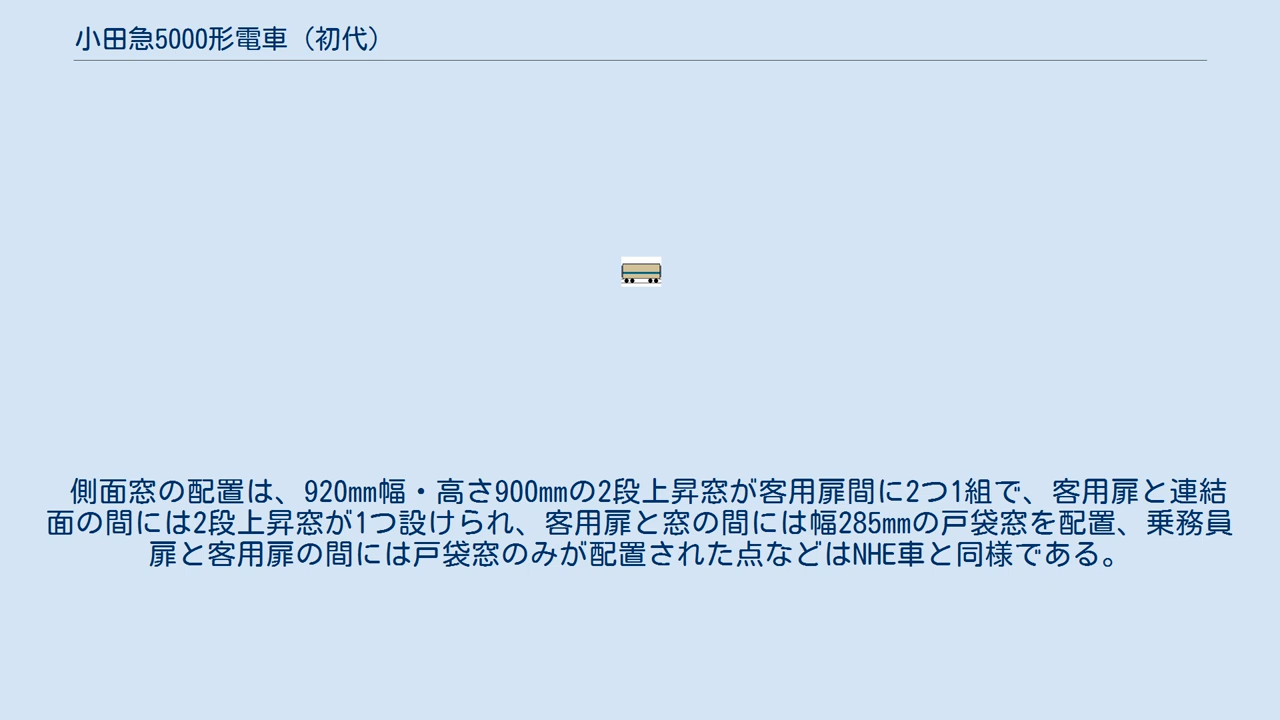 小田急5000形電車（初代）
側面窓の配置は、920mm幅・高さ900mmの2段上昇窓が客用扉間に2つ1組で、客用扉と連結
面の間には2段上昇窓が1つ設けられ、客用扉と窓の間には幅285mmの戸袋窓を配置、乗務員
扉と客用扉の間には戸袋窓のみが配置された点などはNHE車と同様である。